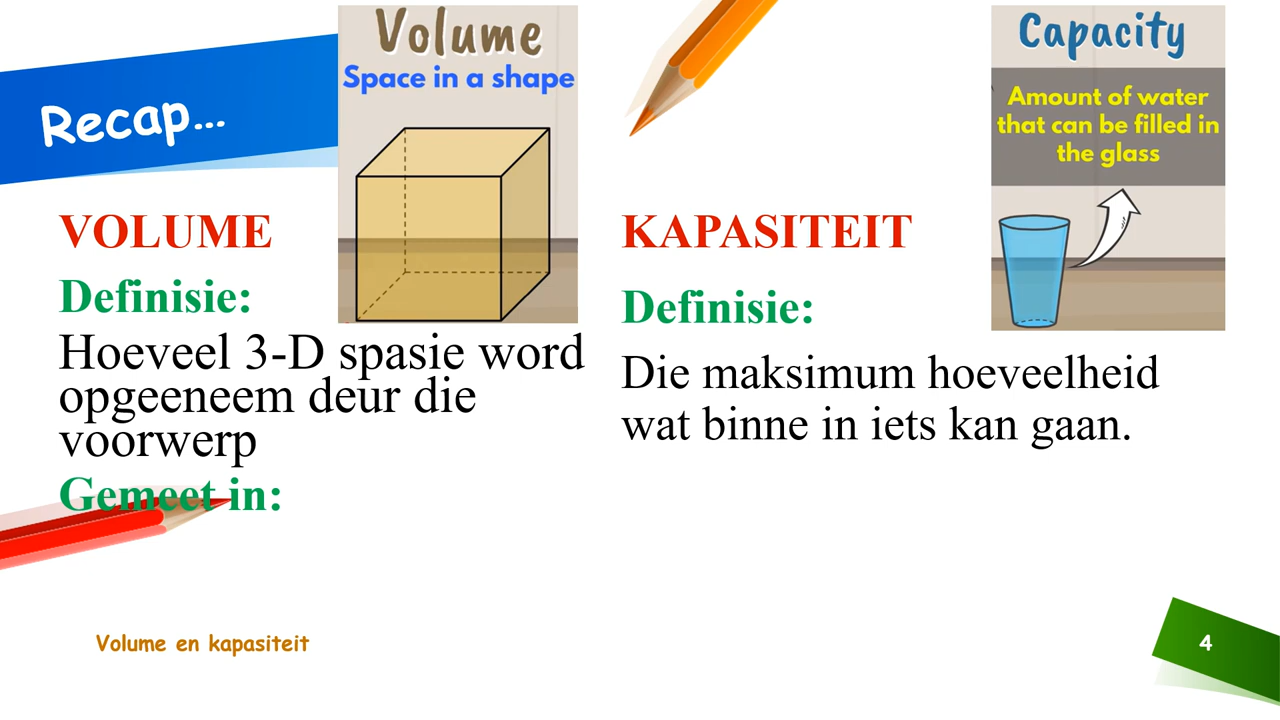 Recap...
Volume
Space in a shape
VOLUME
Definisie:
Hoeveel 3-D spasie word
opgeeneem deur die
voorwerp
Gemeet in:
Capacity
Amount of water
that can be filled in
the glass
KAPASITEIT
Definisie:
Die maksimum hoeveelheid
wat binne in iets kan gaan.
Volume en kapasiteit
4